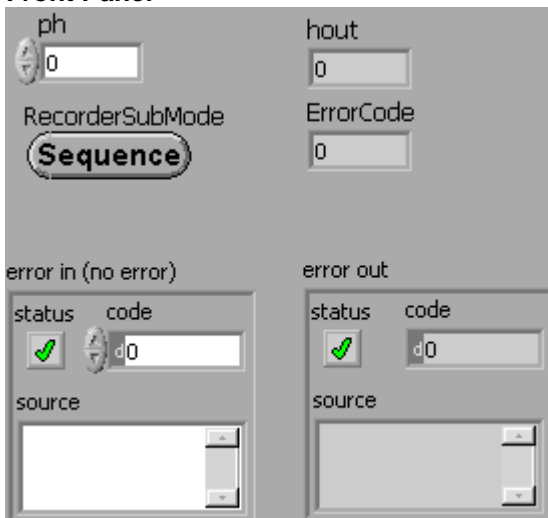 Front Panel
ph
0
hout
0
RecorderSubMode
Sequence
ErrorCode
0
error in (no error)
status code
d0
source
error out
status code
d0
source